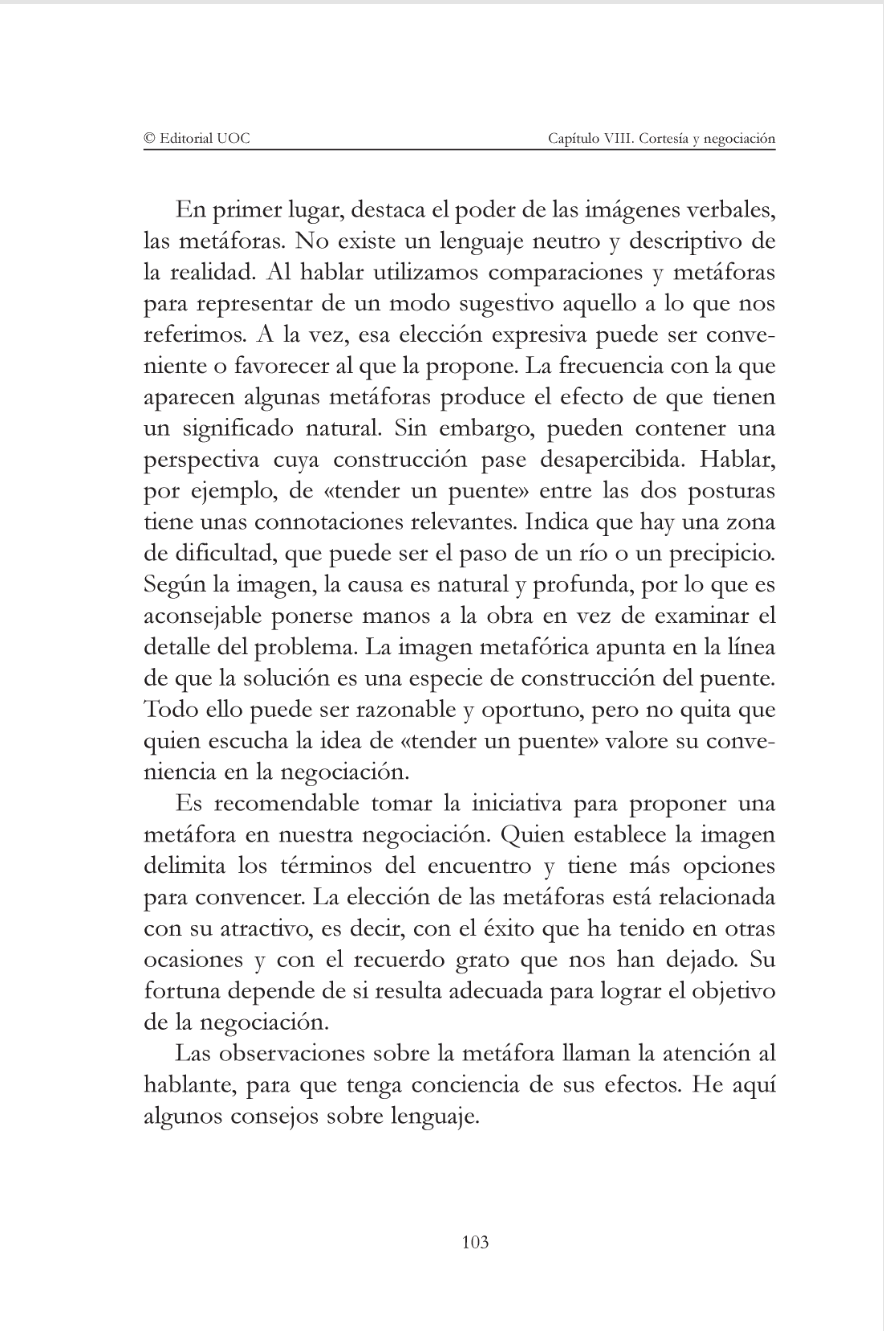 © Editorial UOC
Capítulo VIII. Cortesía y negociación
En primer lugar, destaca el poder de las imágenes verbales,
las metáforas. No existe un lenguaje neutro y descriptivo de
la realidad. Al hablar utilizamos comparaciones y metáforas
para representar de un modo sugestivo aquello a lo que nos
referimos. A la vez, esa elección expresiva puede ser conve-
niente o favorecer al que la propone. La frecuencia con la que
aparecen algunas metáforas produce el efecto de que tienen
un significado natural. Sin embargo, pueden contener una
perspectiva cuya construcción pase desapercibida. Hablar,
por ejemplo, de «tender un puente» entre las dos posturas
tiene unas connotaciones relevantes. Indica que hay una zona
de dificultad, que puede ser el paso de un río o un precipicio.
Según la imagen, la causa es natural y profunda, por lo que es
aconsejable ponerse manos a la obra en vez de examinar el
detalle del problema. La imagen metafórica apunta en la línea
de que la solución es una especie de construcción del puente.
Todo ello puede ser razonable y oportuno, pero no quita que
quien escucha la idea de «tender un puente» valore su conve-
niencia en la negociación.
Es recomendable tomar la iniciativa para proponer una
metáfora en nuestra negociación. Quien establece la imagen
delimita los términos del encuentro y tiene más opciones
para convencer. La elección de las metáforas está relacionada
con su atractivo, es decir, con el éxito que ha tenido en otras
ocasiones y con el recuerdo grato que nos han dejado. Su
fortuna depende de si resulta adecuada para lograr el objetivo
de la negociación.
Las observaciones sobre la metáfora llaman la atención al
hablante, para que tenga conciencia de sus efectos. He aquí
algunos consejos sobre lenguaje.
103